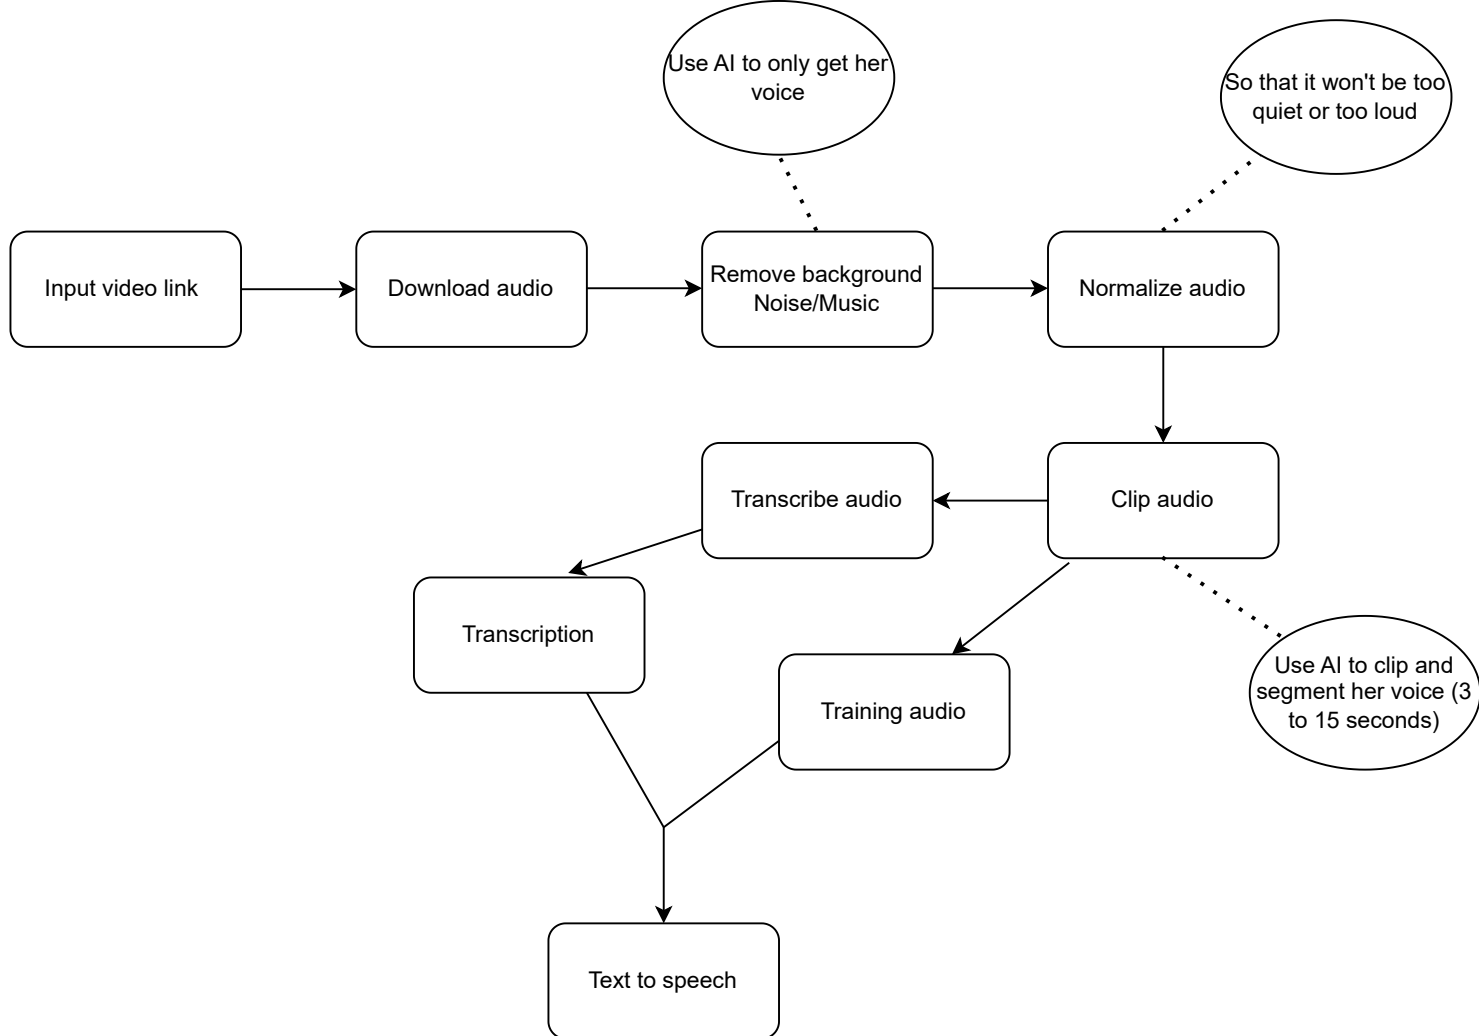 Use AI to only get her
voice
So that it won't be too
quiet or too loud
Input video link
Download audio
Remove background
Noise/Music
Normalize audio
Transcribe audio
Clip audio
Transcription
Training audio
Use AI to clip and
segment her voice (3
to 15 seconds)
Text to speech